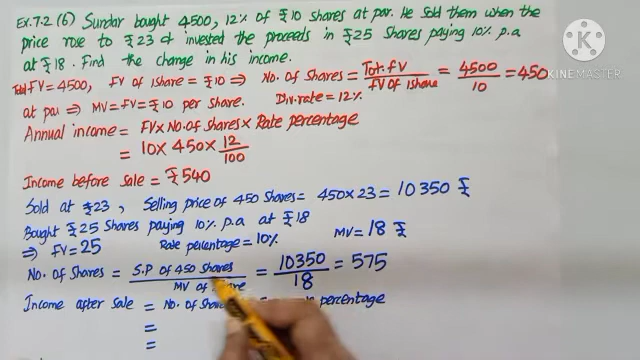 Ex.7.2 (6) Sundar bought 4500, 12% of ₹10 shares at par. He sold them when the
price rose to ₹23 & invested the proceeds in ₹25 Shares paying 10% p.a
at ₹18. Find the change in his income.
Total FV=4500, FV of 1share = ₹10 ⇒ No. of Shares = Tot.FV / FV of 1share = 4500 / 10 = 450
at par ⇒ MV=FV=₹10 per share. Div.rate = 12%
Annual income = FV × No.of Shares × Rate percentage
= 10 × 450 × 12 / 100
Income before sale = ₹540
Sold at ₹23, Selling price of 450 Shares = 450×23 = 10350 ₹
Bought ₹25 Shares paying 10% p.a at ₹18
⇒ FV=25 Rate percentage = 10% MV= 18 ₹
No. of Shares = S.P of 450 Shares / MV of = 10350 / 18 = 575
Income after sale = No. of percentage
=
=
KINEMASTER